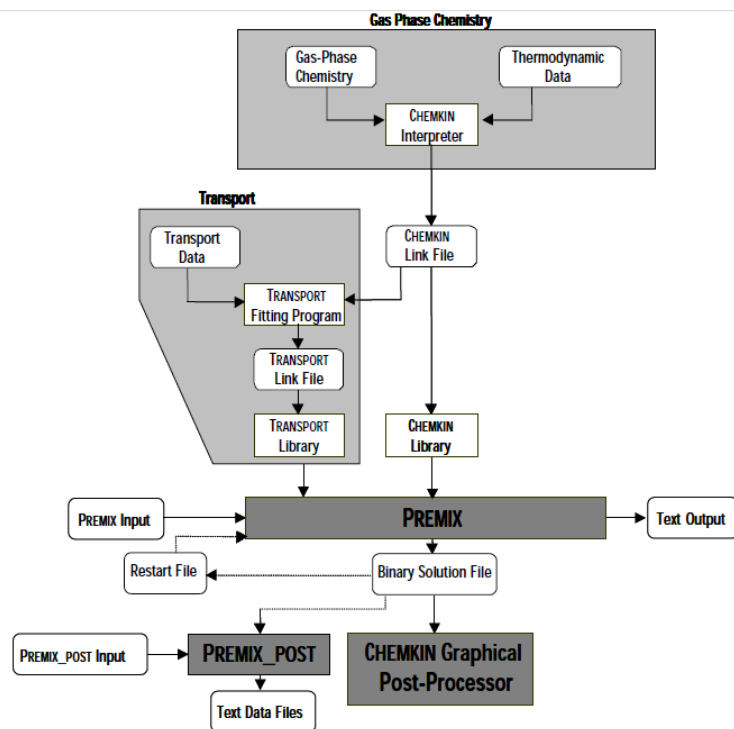 Gas Phase Chemistry
Gas-Phase
Chemistry
Thermodynamic
Data
CHEMKIN
Interpreter
Transport
Transport
Data
CHEMKIN
Link File
TRANSPORT
Fitting Program
TRANSPORT
Link File
TRANSPORT
Library
CHEMKIN
Library
PREMIX Input
PREMIX
Text Output
Restart File
Binary Solution File
PREMIX_POST Input
PREMIX_POST
CHEMKIN Graphical
Post-Processor
Text Data Files